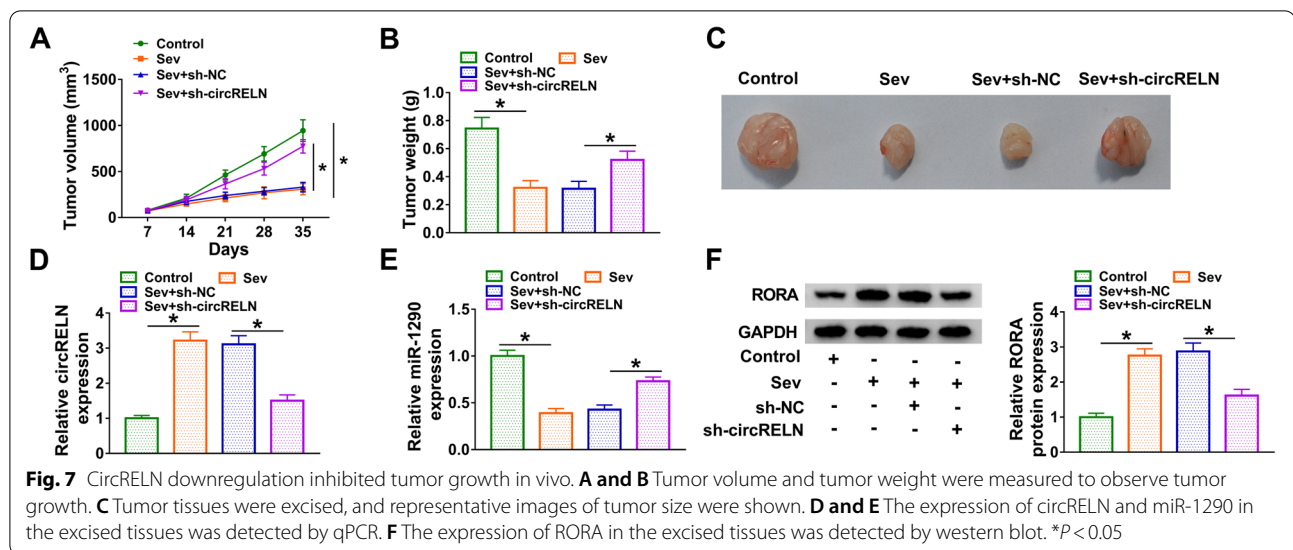 A
Control
Sev
Sev+sh-NC
Sev+sh-circRELN
Tumor volume (mm³)
1500
1000
500
0
7 14 21 28 35
Days
*
*
B
Control Sev
Sev+sh-NC
Sev+sh-circRELN
Tumor weight (g)
1.0
0.8
0.6
0.4
0.2
0.0
*
*
C
Control Sev Sev+sh-NC Sev+sh-circRELN
D
Control Sev
Sev+sh-NC
Sev+sh-circRELN
Relative circRELN
expression
4
3
2
1
0
*
*
E
Control Sev
Sev+sh-NC
Sev+sh-circRELN
Relative miR-1290
expression
1.5
1.0
0.5
0.0
*
*
F
RORA
GAPDH
Control + - - -
Sev - + + +
sh-NC - - + -
sh-circRELN - - - +
Control Sev
Sev+sh-NC
Sev+sh-circRELN
Relative RORA
protein expression
4
3
2
1
0
*
*
Fig. 7 CircRELN downregulation inhibited tumor growth in vivo. A and B Tumor volume and tumor weight were measured to observe tumor
growth. C Tumor tissues were excised, and representative images of tumor size were shown. D and E The expression of circRELN and miR-1290 in
the excised tissues was detected by qPCR. F The expression of RORA in the excised tissues was detected by western blot. *P < 0.05